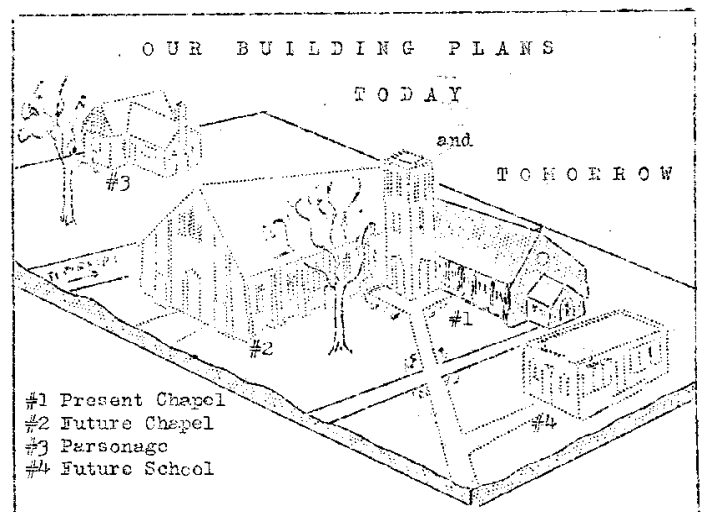 OUR BUILDING PLANS
TODAY
and
TOMORROW
#3
#1
#2
#4
#1 Present Chapel
#2 Future Chapel
#3 Parsonage
#4 Future School